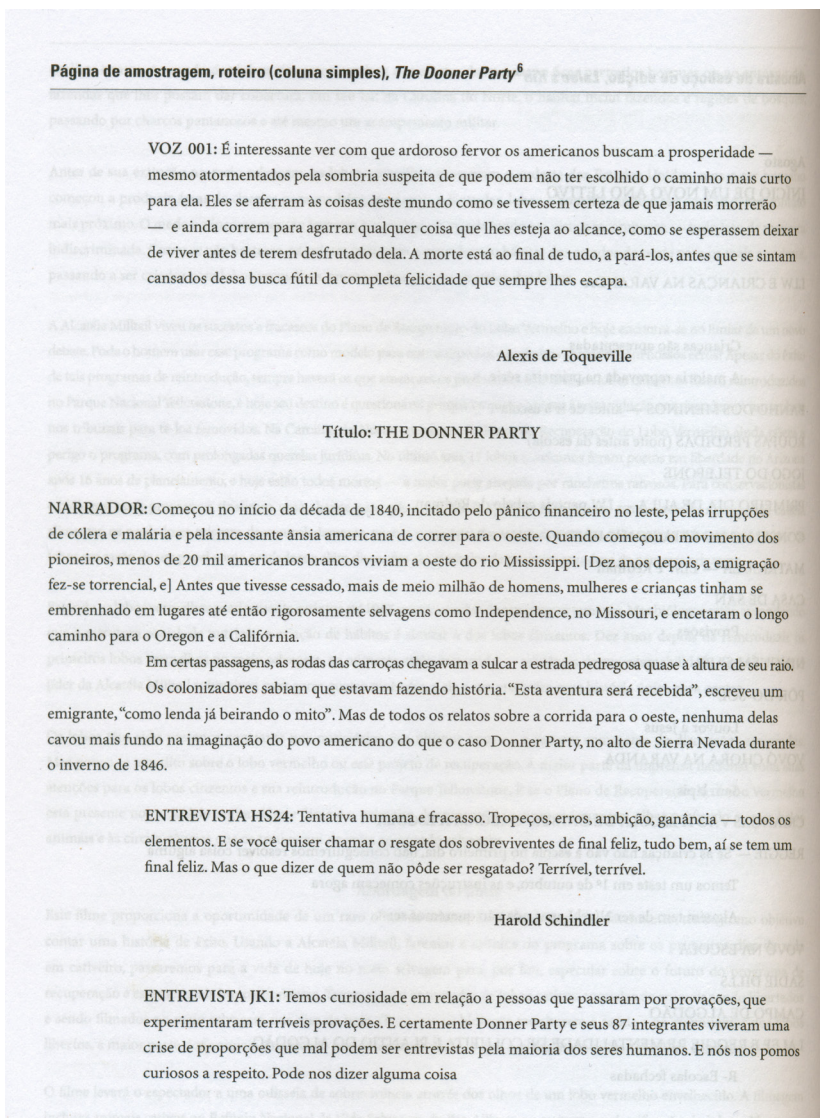 Página de amostragem, roteiro (coluna simples), The Dooner Party⁶
VOZ 001: É interessante ver com que ardoroso fervor os americanos buscam a prosperidade —
mesmo atormentados pela sombria suspeita de que podem não ter escolhido o caminho mais curto
para ela. Eles se aferram às coisas deste mundo como se tivessem certeza de que jamais morrerão
— e ainda correm para agarrar qualquer coisa que lhes esteja ao alcance, como se esperassem deixar
de viver antes de terem desfrutado dela. A morte está ao final de tudo, a pará-los, antes que se sintam
cansados dessa busca fútil da completa felicidade que sempre lhes escapa.
Alexis de Toqueville
Título: THE DONNER PARTY
NARRADOR: Começou no início da década de 1840, incitado pelo pânico financeiro no leste, pelas irrupções
de cólera e malária e pela incessante ânsia americana de correr para o oeste. Quando começou o movimento dos
pioneiros, menos de 20 mil americanos brancos viviam a oeste do rio Mississippi. [Dez anos depois, a emigração
fez-se torrencial, e] Antes que tivesse cessado, mais de meio milhão de homens, mulheres e crianças tinham se
embrenhado em lugares até então rigorosamente selvagens como Independence, no Missouri, e encetaram o longo
caminho para o Oregon e a Califórnia.
Em certas passagens, as rodas das carroças chegavam a sulcar a estrada pedregosa quase à altura de seu raio.
Os colonizadores sabiam que estavam fazendo história. “Esta aventura será recebida”, escreveu um
emigrante, “como lenda já beirando o mito”. Mas de todos os relatos sobre a corrida para o oeste, nenhuma delas
cavou mais fundo na imaginação do povo americano do que o caso Donner Party, no alto de Sierra Nevada durante
o inverno de 1846.
ENTREVISTA HS24: Tentativa humana e fracasso. Tropeços, erros, ambição, ganância — todos os
elementos. E se você quiser chamar o resgate dos sobreviventes de final feliz, tudo bem, aí se tem um
final feliz. Mas o que dizer de quem não pôde ser resgatado? Terrível, terrível.
Harold Schindler
ENTREVISTA JK1: Temos curiosidade em relação a pessoas que passaram por provações, que
experimentaram terríveis provações. E certamente Donner Party e seus 87 integrantes viveram uma
crise de proporções que mal podem ser entrevistas pela maioria dos seres humanos. E nós nos pomos
curiosos a respeito. Pode nos dizer alguma coisa